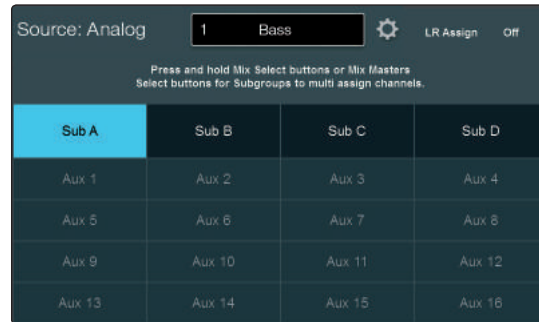 Source: Analog 1 Bass LR Assign Off
Press and hold Mix Select buttons or Mix Masters
Select buttons for Subgroups to multi assign channels.
Sub A Sub B Sub C Sub D
Aux 1 Aux 2 Aux 3 Aux 4
Aux 5 Aux 6 Aux 7 Aux 8
Aux 9 Aux 10 Aux 11 Aux 12
Aux 13 Aux 14 Aux 15 Aux 16